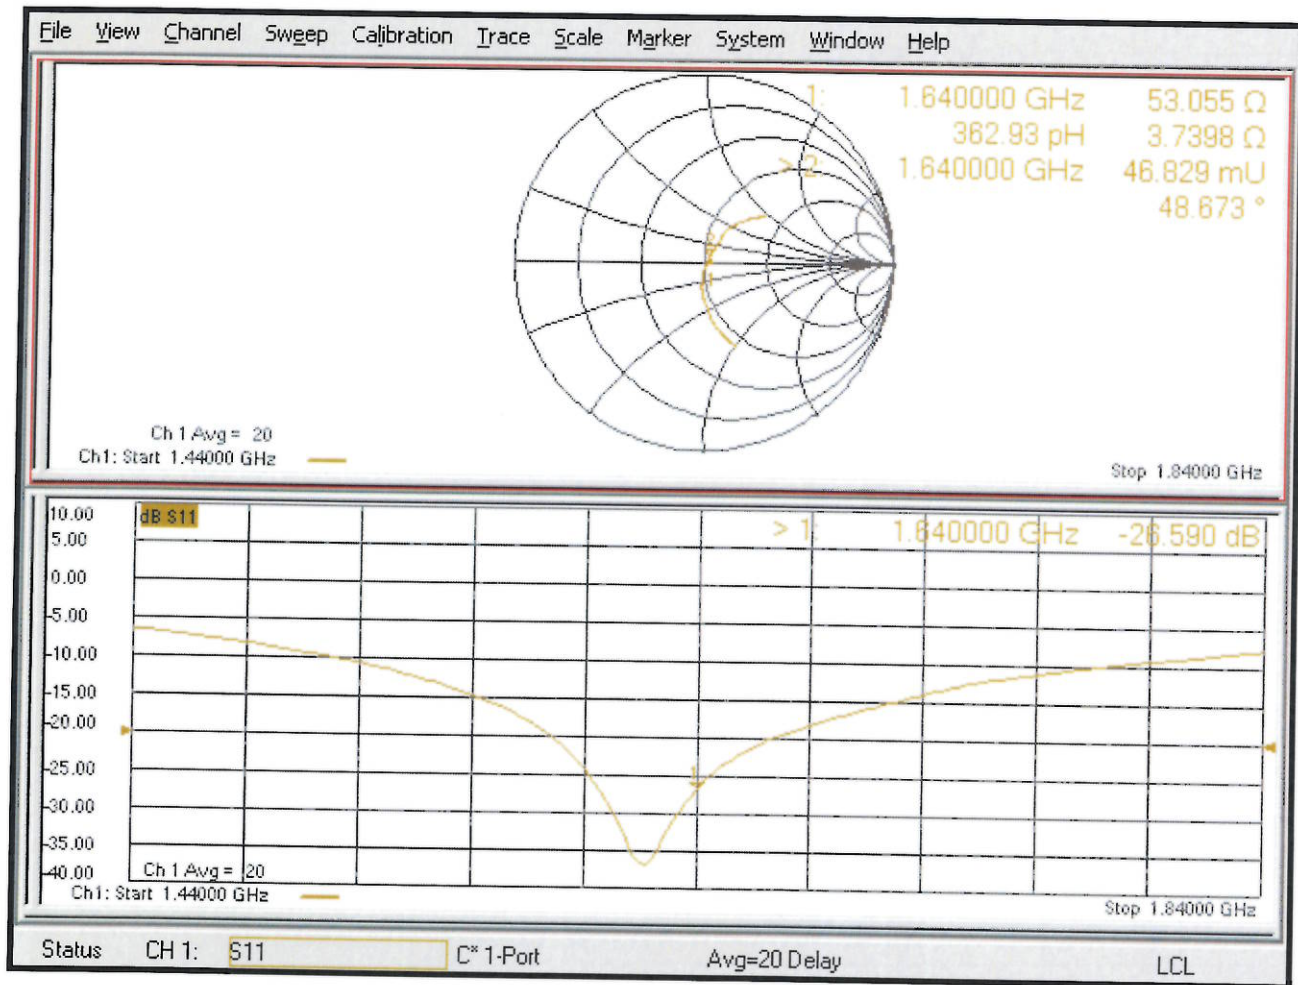 File View Channel Sweep Calibration Trace Scale Marker System Window Help
1: 1.640000 GHz 53.055 Ω
362.93 pH 3.7398 Ω
> 2: 1.640000 GHz 46.829 mU
48.673 °
2
1
Ch 1 Avg = 20
Ch1: Start 1.44000 GHz
Stop 1.84000 GHz
10.00
dB S11
> 1: 1.640000 GHz -26.590 dB
5.00
0.00
-5.00
-10.00
-15.00
-20.00
-25.00
1
-30.00
-35.00
-40.00
Ch 1 Avg = 20
Ch1: Start 1.44000 GHz
Stop 1.84000 GHz
Status CH 1: S11 C* 1-Port Avg=20 Delay LCL